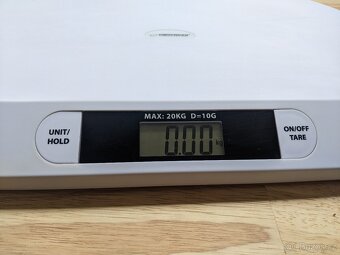 MAX: 20KG D=10G
UNIT/
HOLD
0.00 kg
ON/OFF
TARE